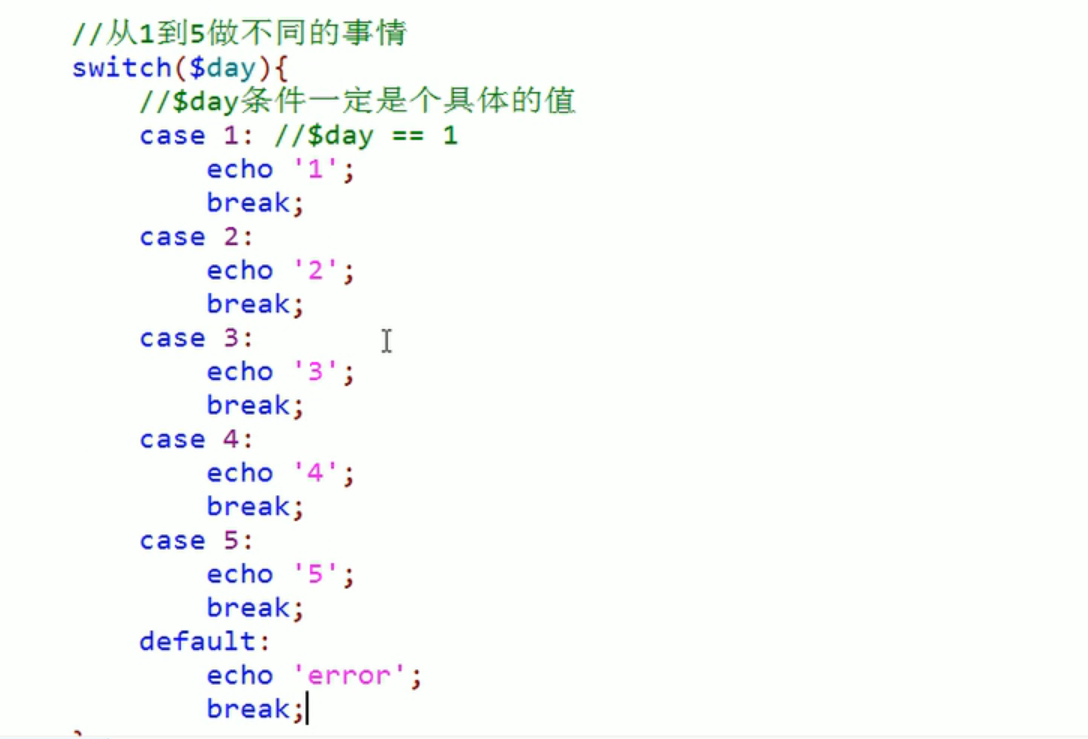 //从1到5做不同的事情
switch($day){
//$day条件一定是个具体的值
case 1: //$day == 1
echo '1';
break;
case 2:
echo '2';
break;
case 3:
echo '3';
break;
case 4:
echo '4';
break;
case 5:
echo '5';
break;
default:
echo 'error';
break;